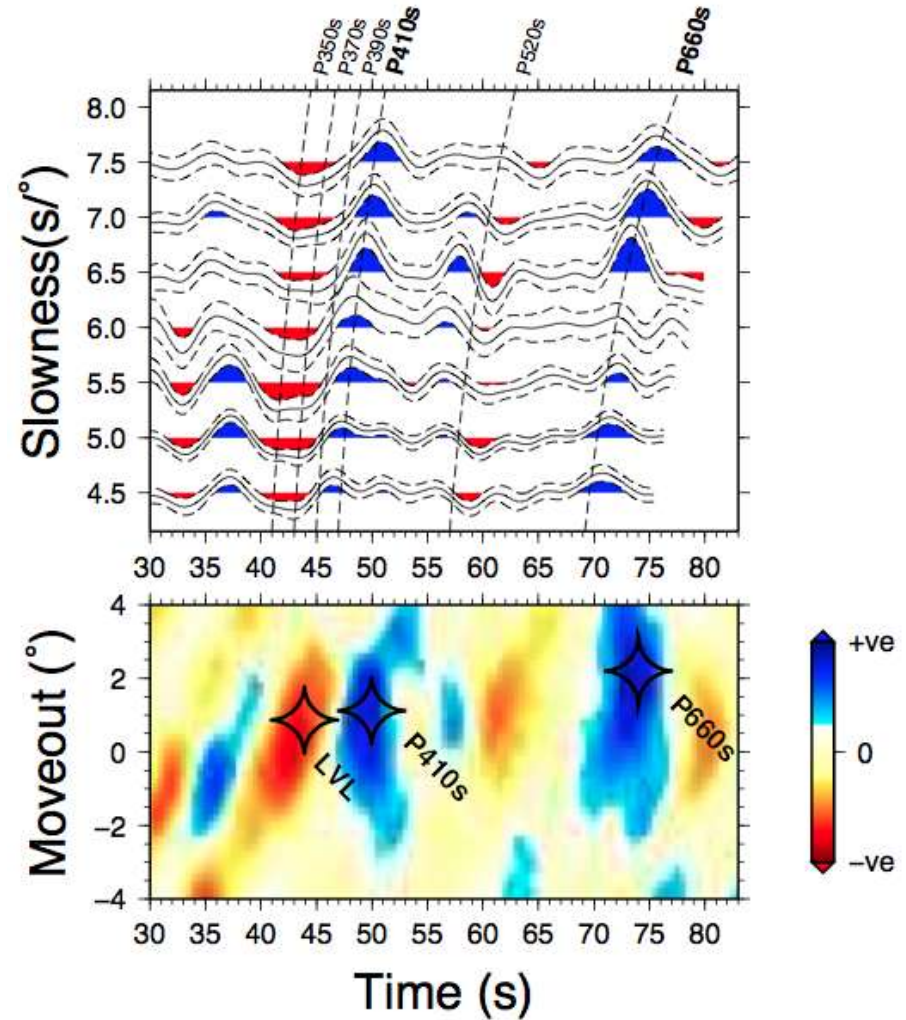 P350s
P370s
P390s
P410s
P520s
P660s
Slowness(s/°)
8.0
7.5
7.0
6.5
6.0
5.5
5.0
4.5
30 35 40 45 50 55 60 65 70 75 80
Moveout (°)
4
2
0
−2
−4
LVL
P410s
P660s
+ve
0
−ve
30 35 40 45 50 55 60 65 70 75 80
Time (s)